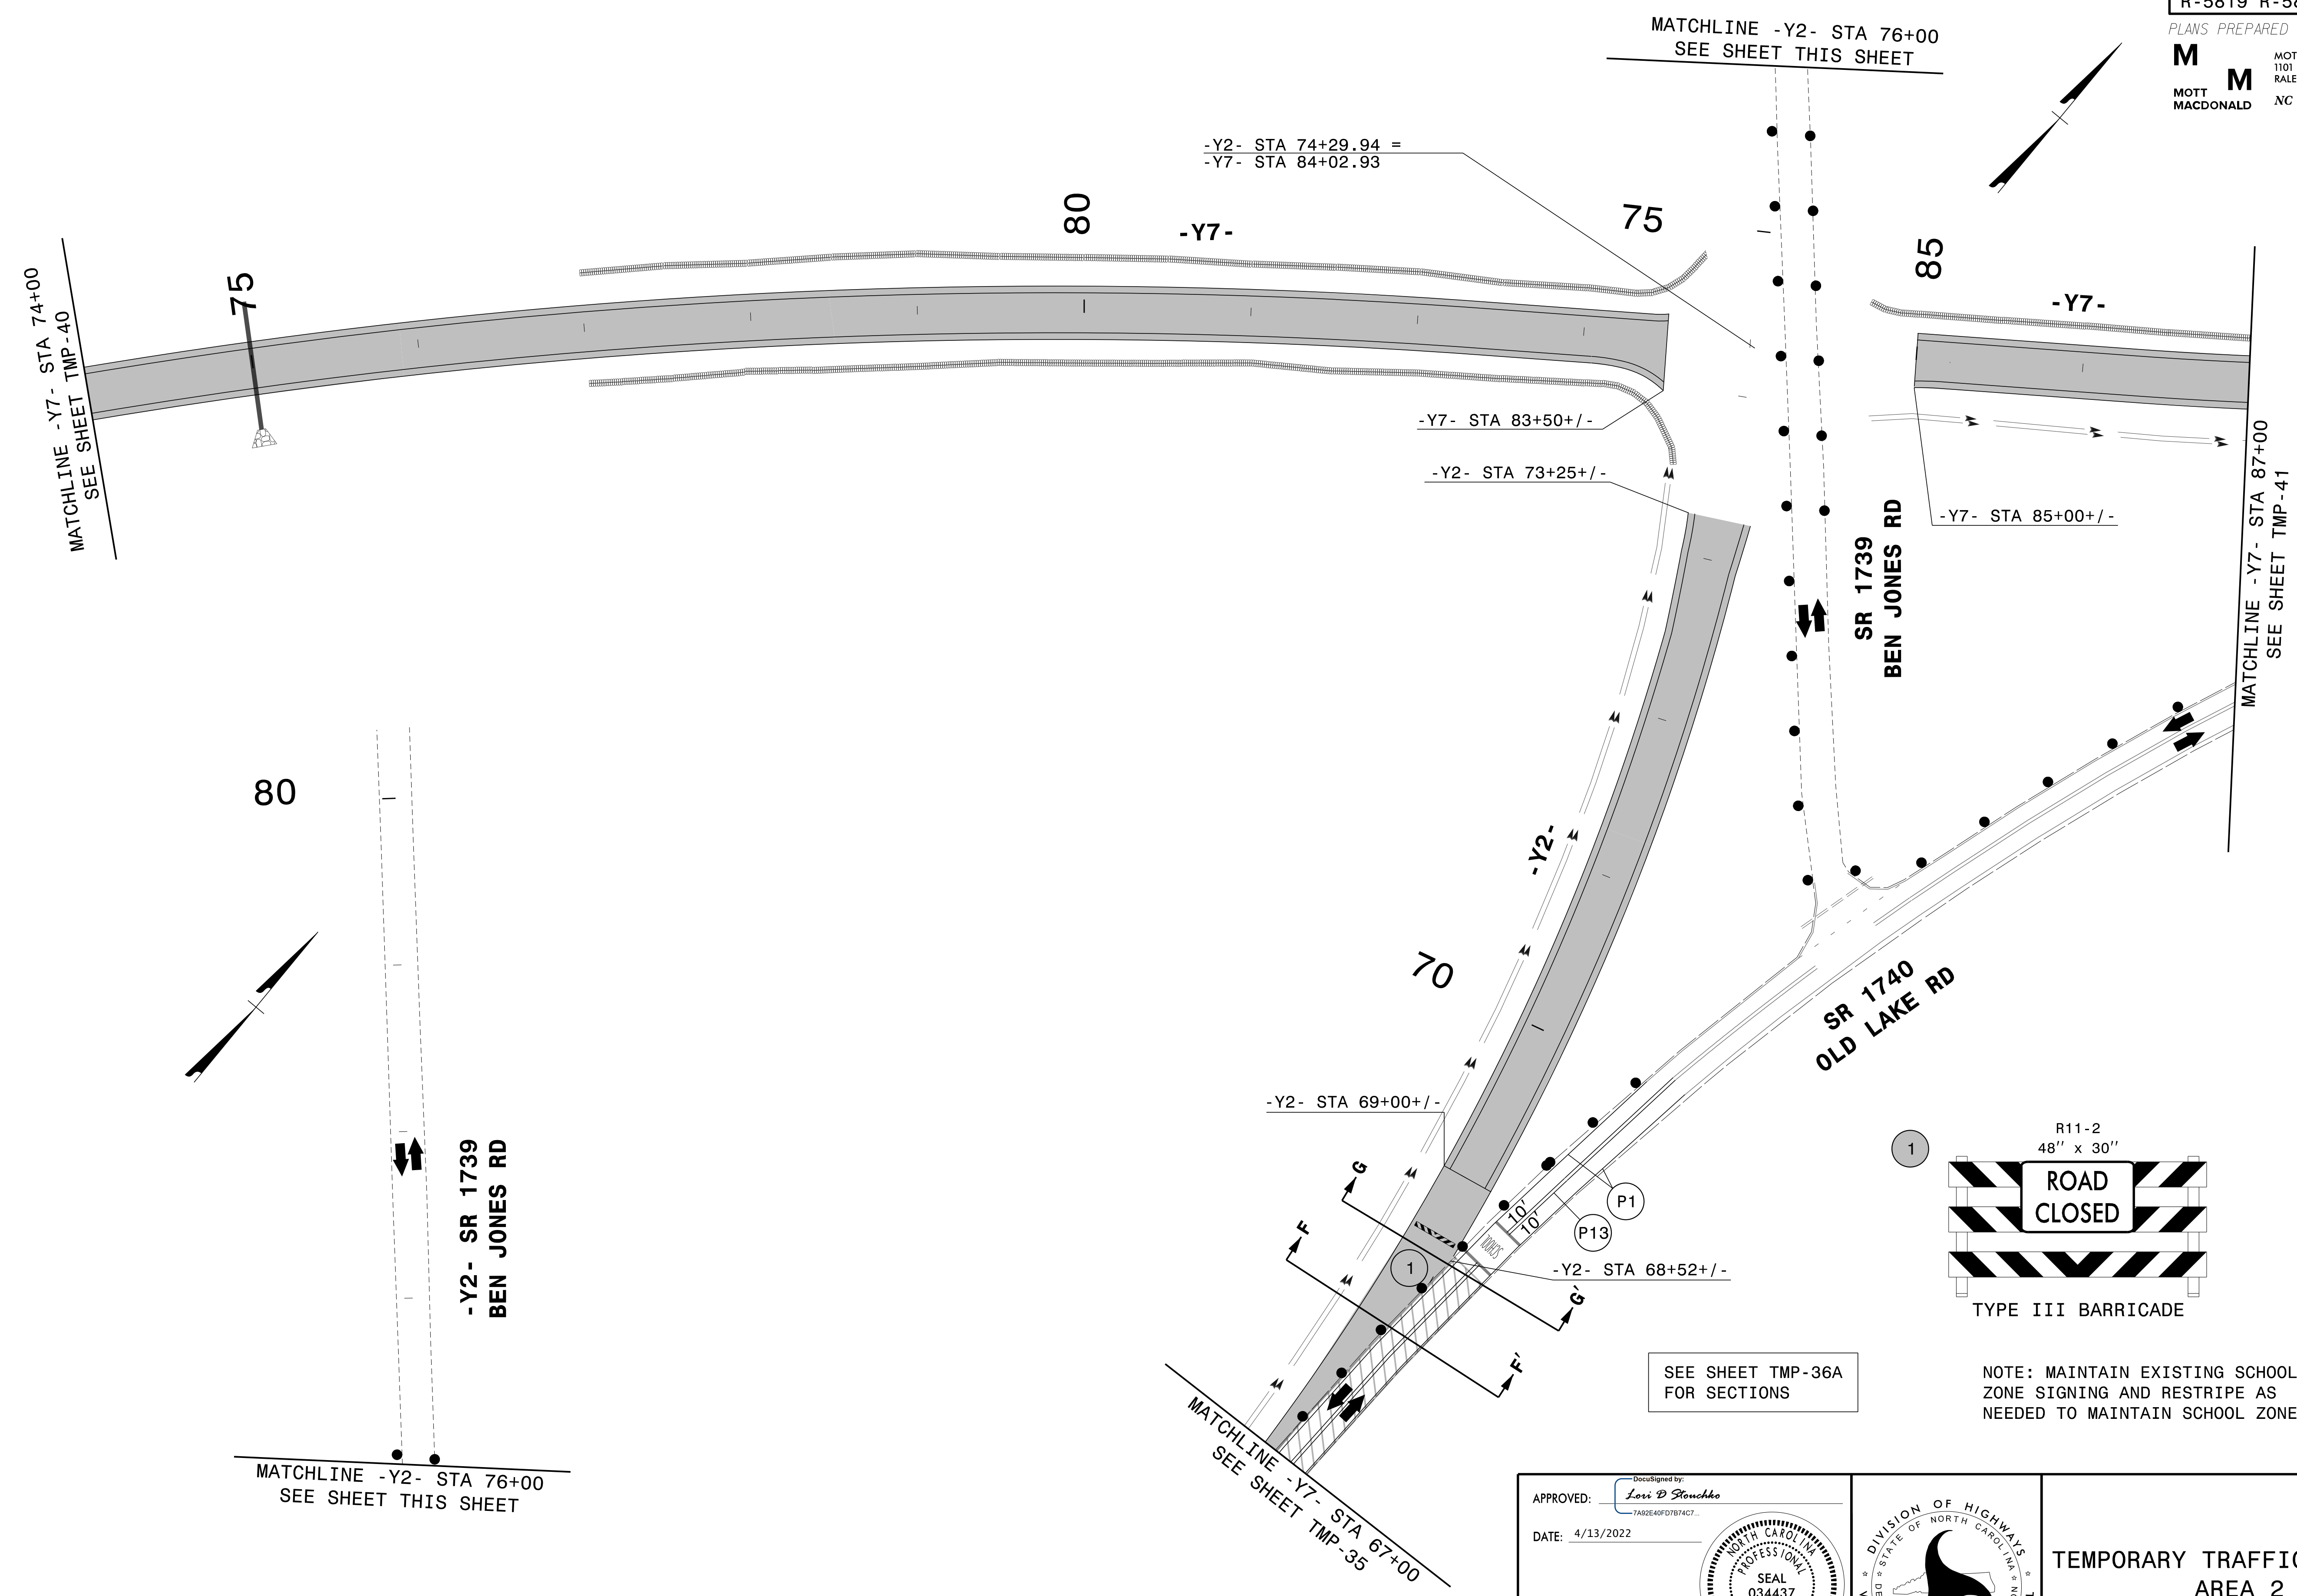 R-5819 R-58
PLANS PREPARED
M
M
MOTT
MACDONALD
MOT
1101
RALE
NC
MATCHLINE -Y2- STA 76+00
SEE SHEET THIS SHEET
-Y2- STA 74+29.94 =
-Y7- STA 84+02.93
75
80
-Y7-
75
85
-Y7-
MATCHLINE -Y7- STA 74+00
SEE SHEET TMP-40
-Y7- STA 83+50+/-
-Y2- STA 73+25+/-
-Y7- STA 85+00+/-
MATCHLINE -Y7- STA 87+00
SEE SHEET TMP-41
SR 1739
BEN JONES RD
80
-Y2-
70
SR 1740
OLD LAKE RD
-Y2- SR 1739
BEN JONES RD
-Y2- STA 69+00+/-
G
F
P1
P13
10'
10'
SCHOOL
1
-Y2- STA 68+52+/-
G'
F'
1
R11-2
48'' x 30''
ROAD
CLOSED
TYPE III BARRICADE
SEE SHEET TMP-36A
FOR SECTIONS
NOTE: MAINTAIN EXISTING SCHOOL
ZONE SIGNING AND RESTRIPE AS
NEEDED TO MAINTAIN SCHOOL ZONE
MATCHLINE -Y2- STA 76+00
SEE SHEET THIS SHEET
MATCHLINE -Y7- STA 67+00
SEE SHEET TMP-35
DocuSigned by:
APPROVED: Lori D Stouchko
7A92E40FD7B74C7...
DATE: 4/13/2022
NORTH CAROLINA
PROFESSIONAL
SEAL
034437
DIVISION OF HIGHWAYS
STATE OF NORTH CAROLINA
TEMPORARY TRAFFIC
AREA 2